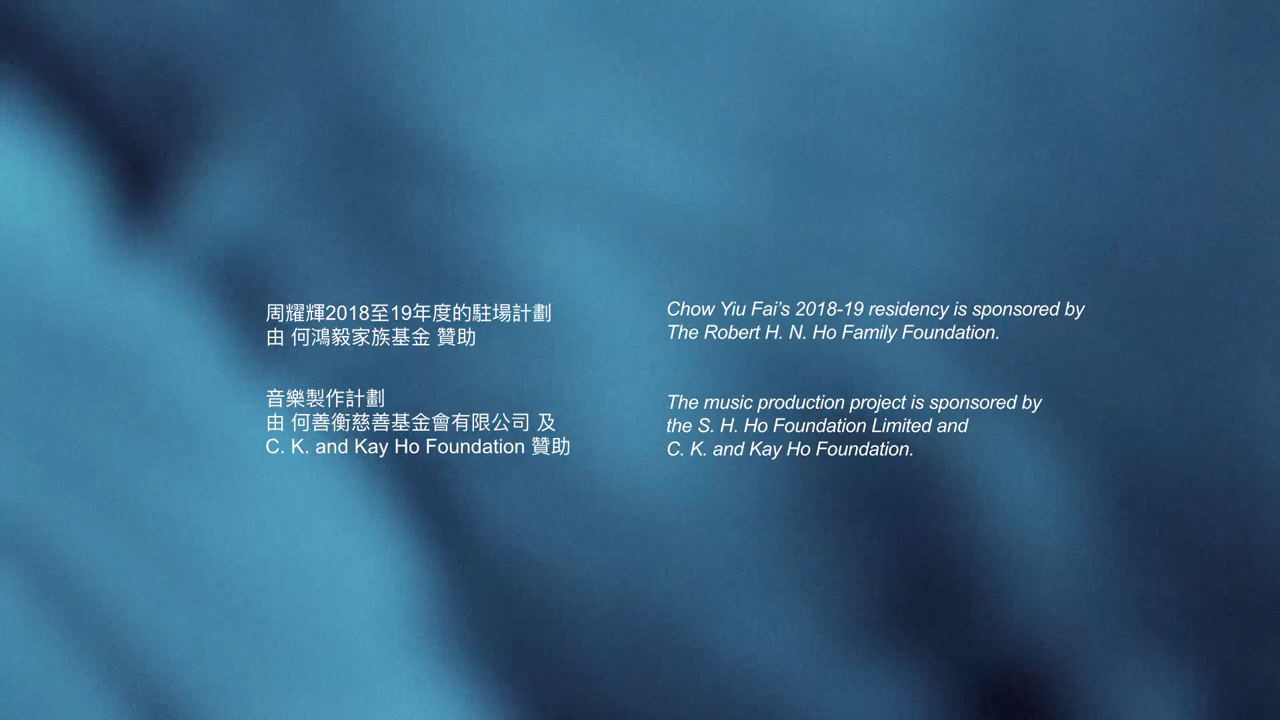 周耀輝2018至19年度的駐場計劃
由 何鴻毅家族基金 贊助
音樂製作計劃
由 何善衡慈善基金會有限公司 及
C. K. and Kay Ho Foundation 贊助
Chow Yiu Fai’s 2018-19 residency is sponsored by
The Robert H. N. Ho Family Foundation.
The music production project is sponsored by
the S. H. Ho Foundation Limited and
C. K. and Kay Ho Foundation.